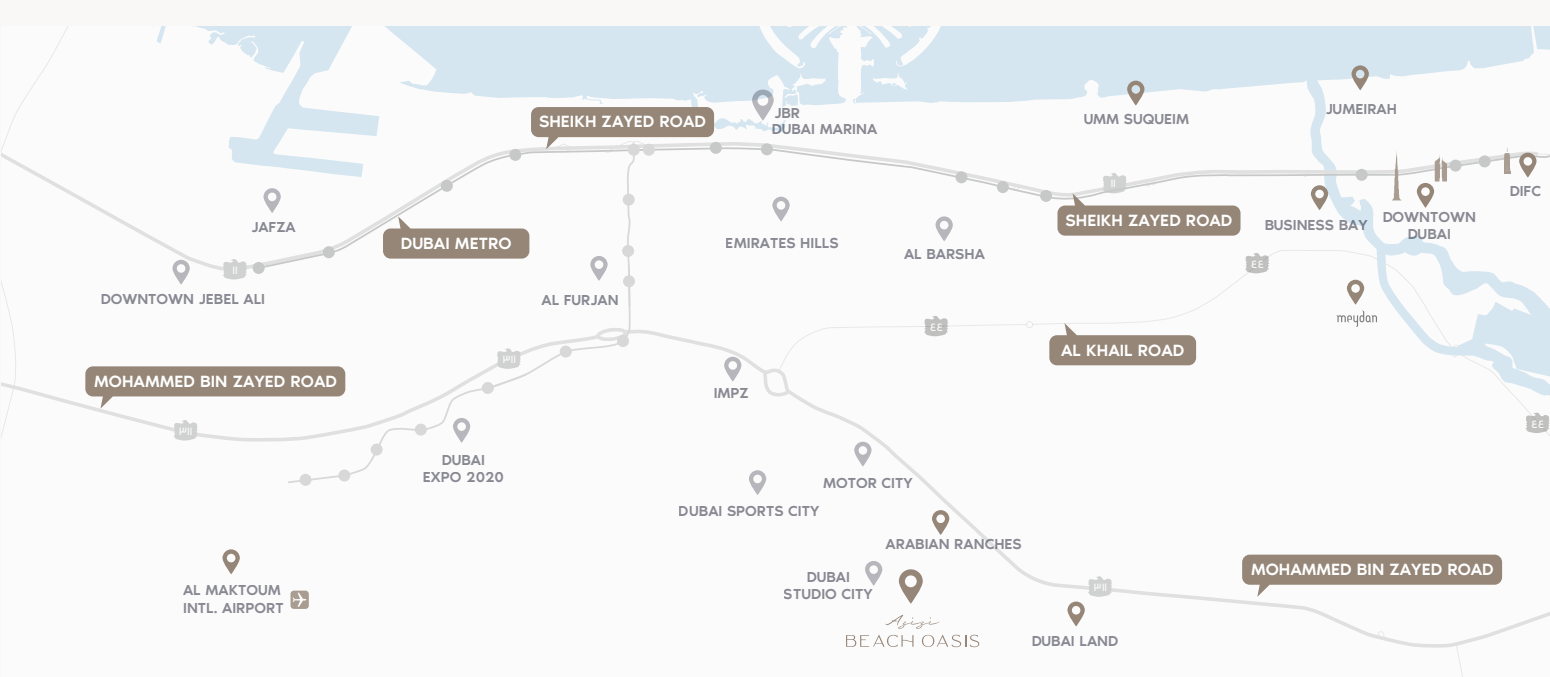 JUMEIRAH
UMM SUQUEIM
JBR
DUBAI MARINA
SHEIKH ZAYED ROAD
DIFC
JAFZA
SHEIKH ZAYED ROAD
BUSINESS BAY
DOWNTOWN
DUBAI
DUBAI METRO
EMIRATES HILLS
AL BARSHA
DOWNTOWN JEBEL ALI
AL FURJAN
meydan
AL KHAIL ROAD
MOHAMMED BIN ZAYED ROAD
IMPZ
DUBAI
EXPO 2020
MOTOR CITY
DUBAI SPORTS CITY
ARABIAN RANCHES
MOHAMMED BIN ZAYED ROAD
DUBAI
STUDIO CITY
AL MAKTOUM
INTL. AIRPORT
Azizi
BEACH OASIS
DUBAI LAND